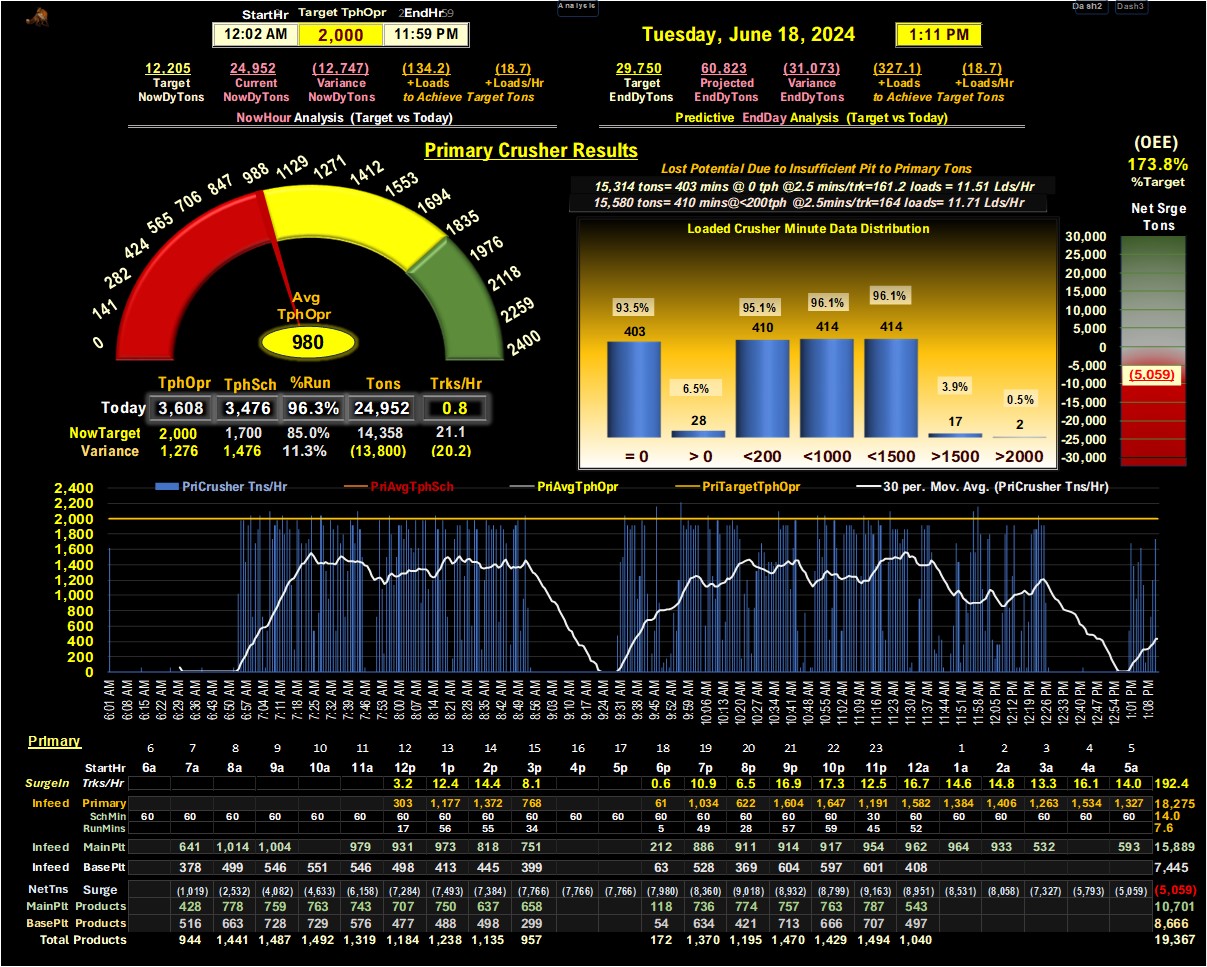 Analysis
Dash2 Dash3
StartHr Target TphOpr EndHr
12:02 AM 2,000 11:59 PM
Tuesday, June 18, 2024 1:11 PM
12,205 24,952 (12,747) (134.2) (18.7)
Target Current Variance +Loads +Loads/Hr
NowDyTons NowDyTons NowDyTons to Achieve Target Tons
NowHour Analysis (Target vs Today)
29,750 60,823 (31,073) (327.1) (18.7)
Target Projected Variance +Loads +Loads/Hr
EndDyTons EndDyTons EndDyTons to Achieve Target Tons
Predictive EndDay Analysis (Target vs Today)
Primary Crusher Results
0 141 282 424 565 706 847 988 1129 1271 1412 1553 1694 1835 1976 2118 2259 2400
Avg
TphOpr
980
TphOpr TphSch %Run Tons Trks/Hr
Today 3,608 3,476 96.3% 24,952 0.8
NowTarget 2,000 1,700 85.0% 14,358 21.1
Variance 1,276 1,476 11.3% (13,800) (20.2)
Lost Potential Due to Insufficient Pit to Primary Tons
15,314 tons= 403 mins @ 0 tph @2.5 mins/trk=161.2 loads = 11.51 Lds/Hr
15,580 tons= 410 mins@<200tph @2.5mins/trk=164 loads= 11.71 Lds/Hr
Loaded Crusher Minute Data Distribution
93.5% 6.5% 95.1% 96.1% 96.1% 3.9% 0.5%
403 28 410 414 414 17 2
= 0 > 0 <200 <1000 <1500 >1500 >2000
(OEE)
173.8%
%Target
Net Srge
Tons
30,000
25,000
15,000
10,000
5,000
0
-5,000
(5,059)
-10,000
-15,000
-20,000
-25,000
-30,000
PriCrusher Tns/Hr PriAvgTphSch PriAvgTphOpr PriTargetTphOpr 30 per. Mov. Avg. (PriCrusher Tns/Hr)
2,400
2,200
2,000
1,800
1,600
1,400
1,200
1,000
800
600
400
200
0
6:01 AM 6:08 AM 6:15 AM 6:22 AM 6:29 AM 6:36 AM 6:43 AM 6:50 AM 6:57 AM 7:04 AM 7:11 AM 7:18 AM 7:25 AM 7:32 AM 7:39 AM 7:46 AM 7:53 AM 8:00 AM 8:07 AM 8:14 AM 8:21 AM 8:28 AM 8:35 AM 8:42 AM 8:49 AM 8:56 AM 9:03 AM 9:10 AM 9:17 AM 9:24 AM 9:31 AM 9:38 AM 9:45 AM 9:52 AM 9:59 AM 10:06 AM 10:13 AM 10:20 AM 10:27 AM 10:34 AM 10:41 AM 10:48 AM 10:55 AM 11:02 AM 11:09 AM 11:16 AM 11:23 AM 11:30 AM 11:37 AM 11:44 AM 11:51 AM 11:58 AM 12:05 PM 12:12 PM 12:19 PM 12:26 PM 12:33 PM 12:40 PM 12:47 PM 12:54 PM 1:01 PM 1:08 PM
Primary 6 7 8 9 10 11 12 13 14 15 16 17 18 19 20 21 22 23 1 2 3 4 5
StartHr 6a 7a 8a 9a 10a 11a 12p 1p 2p 3p 4p 5p 6p 7p 8p 9p 10p 11p 12a 1a 2a 3a 4a 5a
SurgeIn Trks/Hr 3.2 12.4 14.4 8.1 0.6 10.9 6.5 16.9 17.3 12.5 16.7 14.6 14.8 13.3 16.1 14.0 192.4
Infeed Primary 303 1,177 1,372 768 61 1,034 622 1,604 1,647 1,191 1,582 1,384 1,406 1,263 1,534 1,327 18,275
SchMin 60 60 60 60 60 60 60 60 60 60 60 60 60 60 60 60 60 30 60 60 60 60 60 60 14.0
RunMins 17 56 55 34 5 49 28 57 59 45 52 7.6
Infeed MainPlt 641 1,014 1,004 979 931 973 818 751 212 886 911 914 917 954 962 964 933 532 593 15,889
Infeed BasePlt 378 499 546 551 546 498 413 445 399 63 528 369 604 597 601 408 7,445
NetTns Surge (1,019) (2,532) (4,082) (4,633) (6,158) (7,284) (7,493) (7,384) (7,766) (7,766) (7,766) (7,980) (8,360) (9,018) (8,932) (8,799) (9,163) (8,951) (8,531) (8,058) (7,327) (5,793) (5,059) (5,059)
MainPlt Products 428 778 759 763 743 707 750 637 658 118 736 774 757 763 787 543 10,701
BasePlt Products 516 663 728 729 576 477 488 498 299 54 634 421 713 666 707 497 8,666
Total Products 944 1,441 1,487 1,492 1,319 1,184 1,238 1,135 957 172 1,370 1,195 1,470 1,429 1,494 1,040 19,367